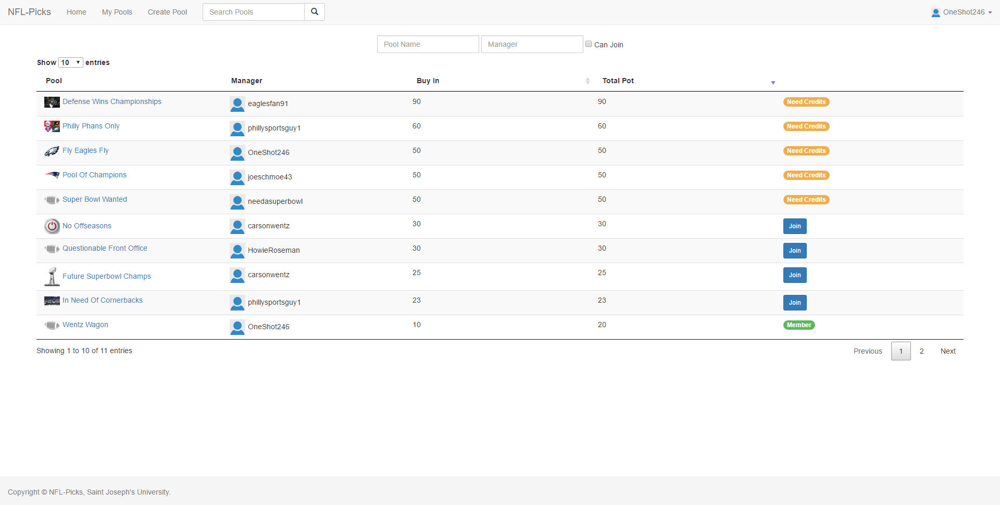 NFL-Picks Home My Pools Create Pool Search Pools OneShot246
Pool Name Manager Can Join
Show 10 entries
Pool Manager Buy In Total Pot
Defense Wins Championships eaglesfan91 90 90 Need Credits
Philly Phans Only phillysportsguy1 60 60 Need Credits
Fly Eagles Fly OneShot246 50 50 Need Credits
Pool Of Champions joeschmoe43 50 50 Need Credits
Super Bowl Wanted needasuperbowl 50 50 Need Credits
No Offseasons carsonwentz 30 30 Join
Questionable Front Office HowieRoseman 30 30 Join
Future Superbowl Champs carsonwentz 25 25 Join
In Need Of Cornerbacks phillysportsguy1 23 23 Join
Wentz Wagon OneShot246 10 20 Member
Showing 1 to 10 of 11 entries Previous 1 2 Next
Copyright © NFL-Picks, Saint Joseph's University.